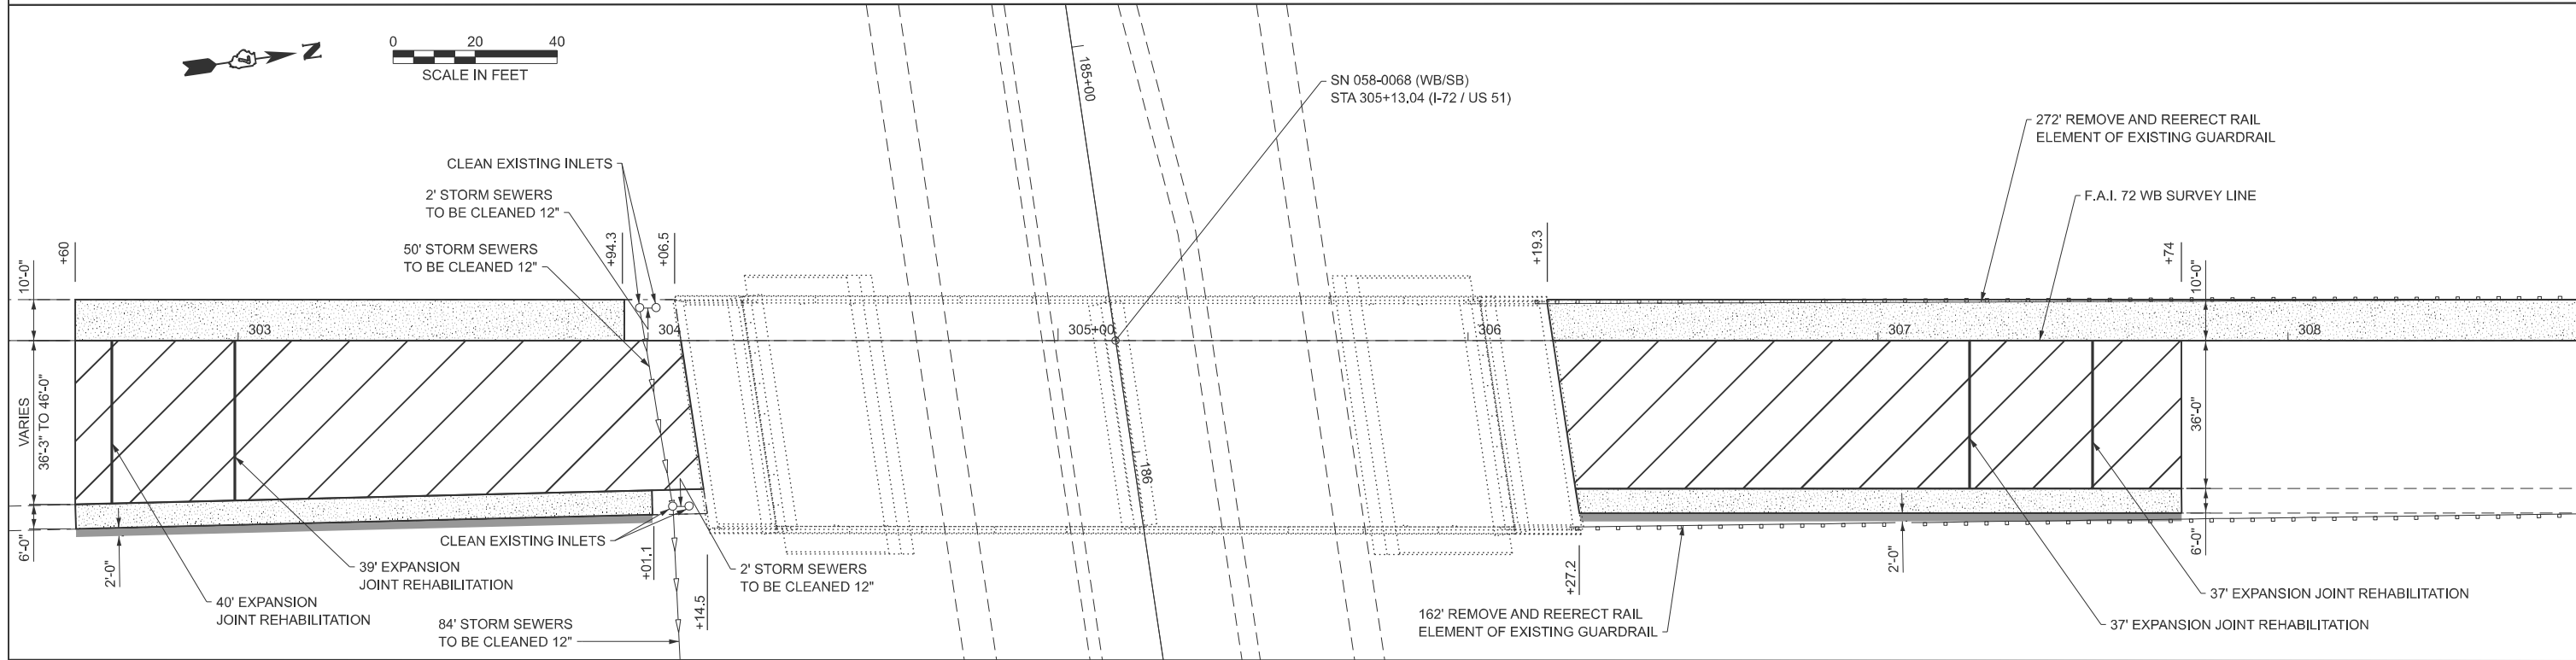 N
0 20 40
SCALE IN FEET
185+00
SN 058-0068 (WB/SB)
STA 305+13.04 (I-72 / US 51)
272' REMOVE AND REERECT RAIL
ELEMENT OF EXISTING GUARDRAIL
CLEAN EXISTING INLETS
2' STORM SEWERS
TO BE CLEANED 12"
50' STORM SEWERS
TO BE CLEANED 12"
F.A.I. 72 WB SURVEY LINE
+60
+94.3
+06.5
+19.3
+74
10'-0"
10'-0"
303
304
305+00
306
307
308
VARIES
36'-3" TO 46'-0"
36'-0"
186
6'-0"
2'-0"
CLEAN EXISTING INLETS
+01.1
+14.5
39' EXPANSION
JOINT REHABILITATION
40' EXPANSION
JOINT REHABILITATION
84' STORM SEWERS
TO BE CLEANED 12"
2' STORM SEWERS
TO BE CLEANED 12"
+27.2
2'-0"
6'-0"
162' REMOVE AND REERECT RAIL
ELEMENT OF EXISTING GUARDRAIL
37' EXPANSION JOINT REHABILITATION
37' EXPANSION JOINT REHABILITATION